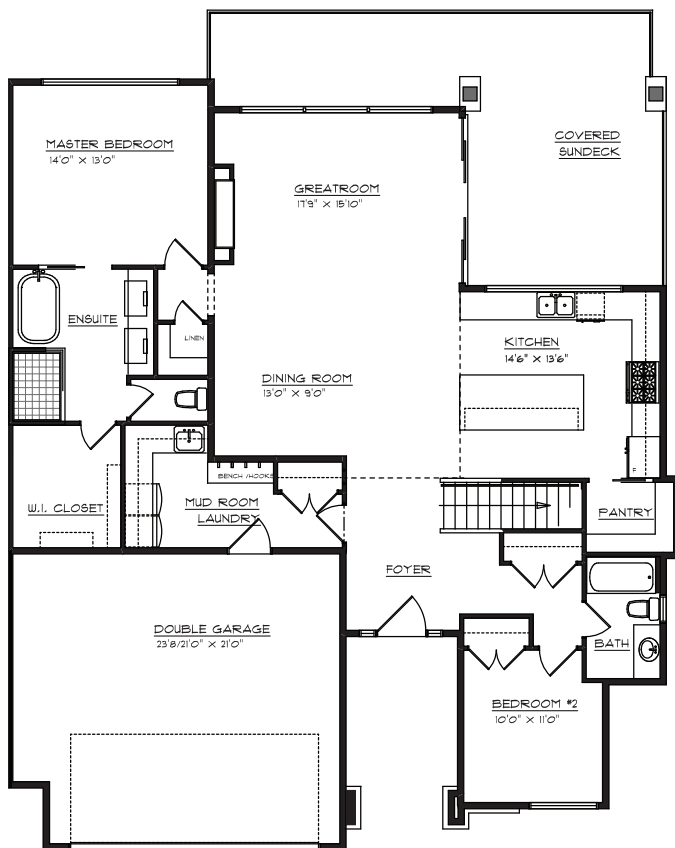 MASTER BEDROOM
14'0" X 13'0"
COVERED
SUNDECK
GREATROOM
17'9" X 15'10"
ENSUITE
LINEN
KITCHEN
14'6" X 13'6"
DINING ROOM
13'0" X 9'0"
F
BENCH /HOOKS
W.I. CLOSET
MUD ROOM
LAUNDRY
PANTRY
FOYER
DOUBLE GARAGE
23'8/21'0" X 21'0"
BATH
BEDROOM #2
10'0" X 11'0"